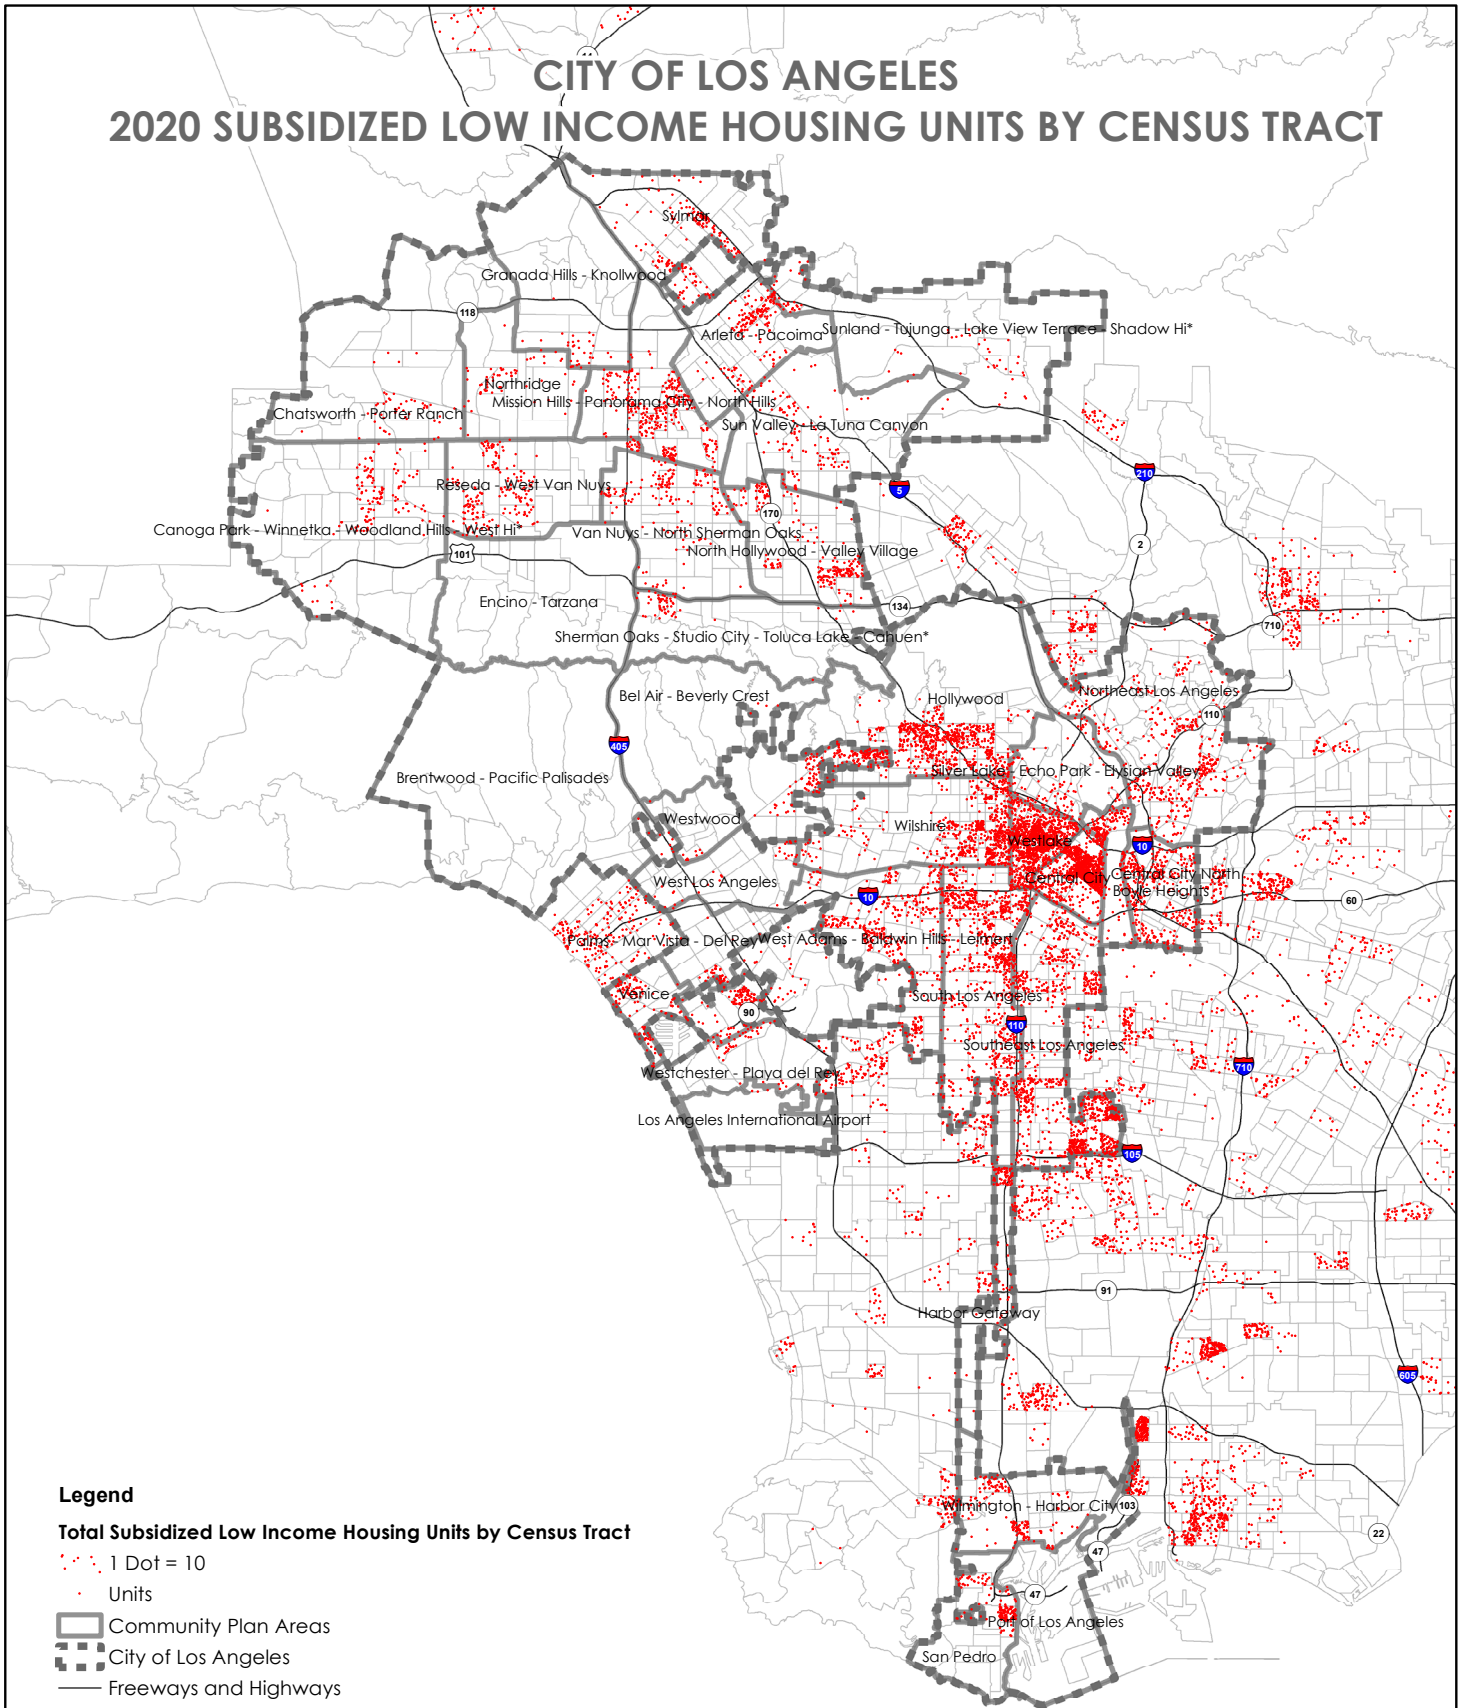 14
CITY OF LOS ANGELES
2020 SUBSIDIZED LOW INCOME HOUSING UNITS BY CENSUS TRACT
Sylmar
Granada Hills - Knollwood
118
Arleta - Pacoima
Sunland - Tujunga - Lake View Terrace - Shadow Hi*
Northridge
Mission Hills - Panorama City - North Hills
Chatsworth - Porter Ranch
Sun Valley - La Tuna Canyon
210
Reseda - West Van Nuys
5
170
Canoga Park - Winnetka - Woodland Hills - West Hi*
Van Nuys - North Sherman Oaks
2
101
North Hollywood - Valley Village
Encino - Tarzana
134
710
Sherman Oaks - Studio City - Toluca Lake - Cahuen*
Bel Air - Beverly Crest
Hollywood
Northeast Los Angeles
110
405
Brentwood - Pacific Palisades
Silver Lake - Echo Park - Elysian Valley
Westwood
Wilshire
Westlake
10
West Los Angeles
Central City
Central City North
Boyle Heights
10
60
Palms - Mar Vista - Del Rey
West Adams - Baldwin Hills - Leimert
Venice
South Los Angeles
90
110
Southeast Los Angeles
710
Westchester - Playa del Rey
Los Angeles International Airport
105
91
Harbor Gateway
605
Wilmington - Harbor City
103
22
47
47
Port of Los Angeles
San Pedro
Legend
Total Subsidized Low Income Housing Units by Census Tract
1 Dot = 10
Units
Community Plan Areas
City of Los Angeles
Freeways and Highways